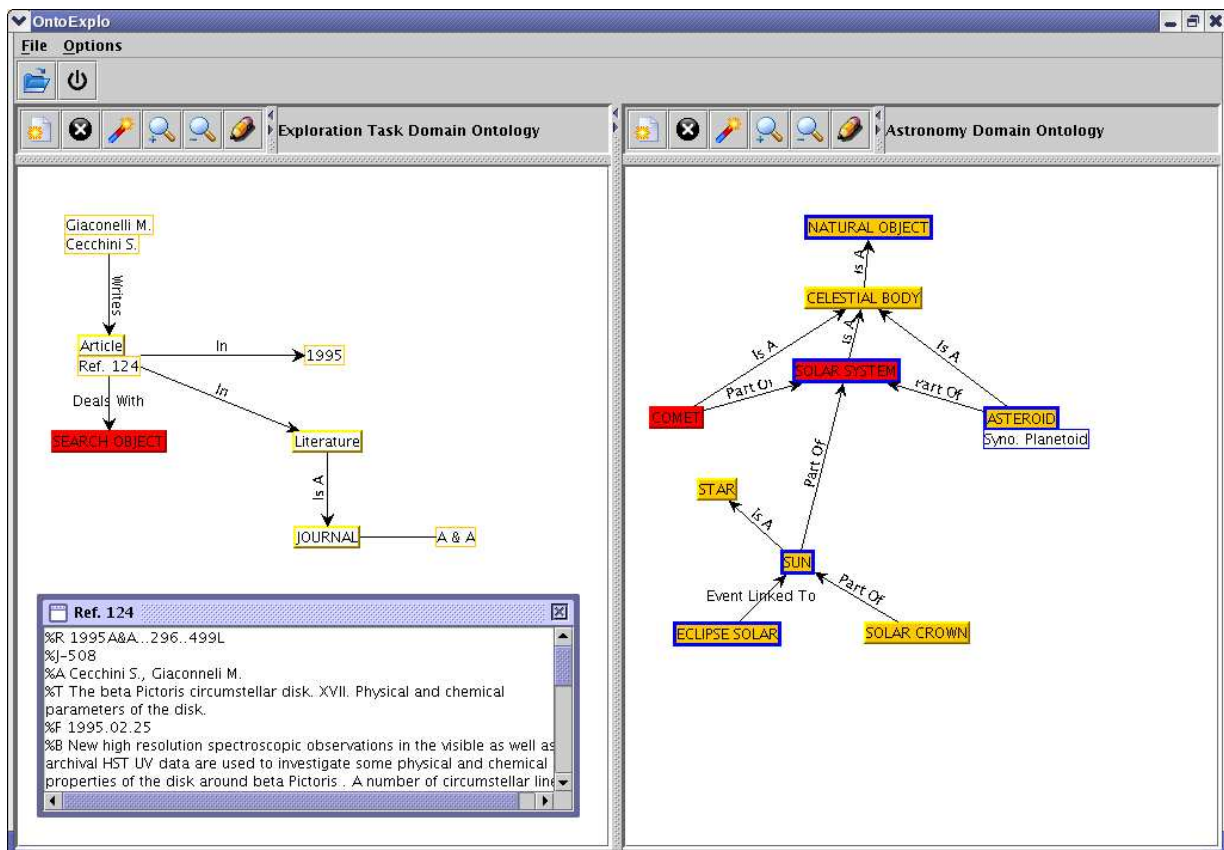 OntoExplo
File Options
Exploration Task Domain Ontology
Giaconelli M.
Cecchini S.
Writes
Article
Ref. 124
In
1995
In
Deals With
SEARCH OBJECT
Literature
Is A
JOURNAL
A & A
Ref. 124
%R 1995A&A...296..499L
%J-508
%A Cecchini S., Giaconneli M.
%T The beta Pictoris circumstellar disk. XVII. Physical and chemical
parameters of the disk.
%F 1995.02.25
%B New high resolution spectroscopic observations in the visible as well as
archival HST UV data are used to investigate some physical and chemical
properties of the disk around beta Pictoris . A number of circumstellar line
Astronomy Domain Ontology
NATURAL OBJECT
Is A
CELESTIAL BODY
Is A
Is A
Is A
SOLAR SYSTEM
Part Of
Part Of
COMET
ASTEROID
Syno. Planetoid
Part Of
STAR
Is A
SUN
Event Linked To
Part Of
ECLIPSE SOLAR
SOLAR CROWN